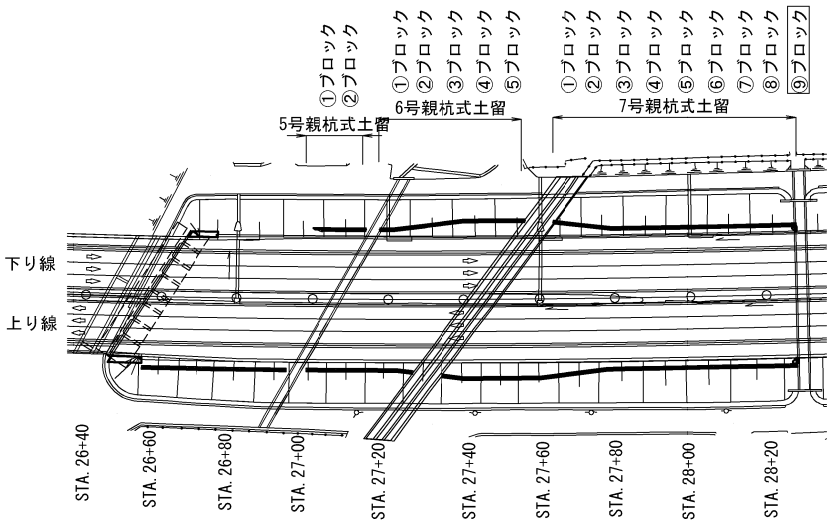 ①ブロック
②ブロック
①ブロック
②ブロック
③ブロック
④ブロック
⑤ブロック
①ブロック
②ブロック
③ブロック
④ブロック
⑤ブロック
⑥ブロック
⑦ブロック
⑧ブロック
⑨ブロック
5号親杭式土留
6号親杭式土留
7号親杭式土留
下り線
上り線
STA. 26+40
STA. 26+60
STA. 26+80
STA. 27+00
STA. 27+20
STA. 27+40
STA. 27+60
STA. 27+80
STA. 28+00
STA. 28+20